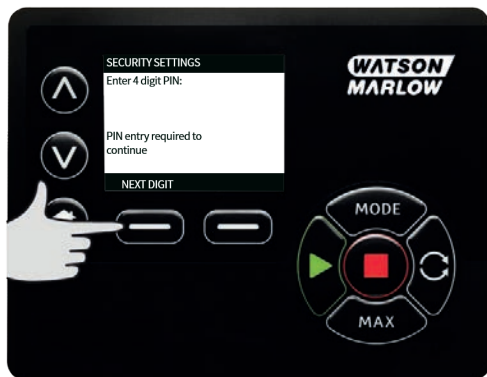 SECURITY SETTINGS
Enter 4 digit PIN:
PIN entry required to
continue
NEXT DIGIT
WATSON
MARLOW
MODE
MAX